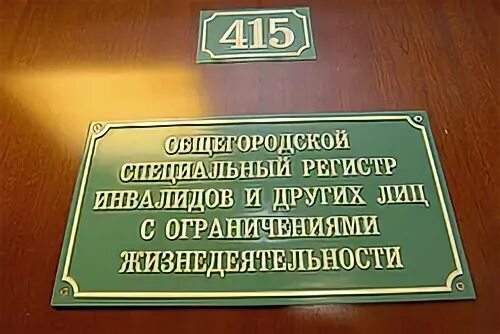 415
ОБЩЕГОРОДСКОЙ
СПЕЦИАЛЬНЫЙ РЕГИСТР
ИНВАЛИДОВ И ДРУГИХ ЛИЦ
С ОГРАНИЧЕНИЯМИ
ЖИЗНЕДЕЯТЕЛЬНОСТИ